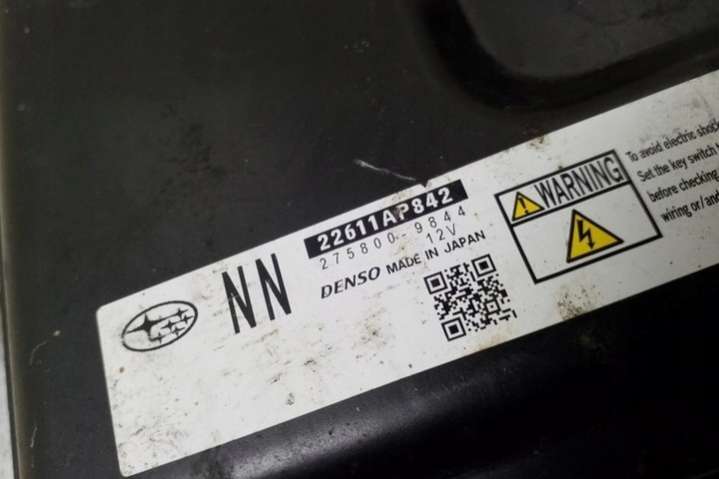 NN
22611AP842
275800-9844
12V
DENSO MADE IN JAPAN
WARNING
To avoid electric shock
Set the key switch
before checking
wiring or/and